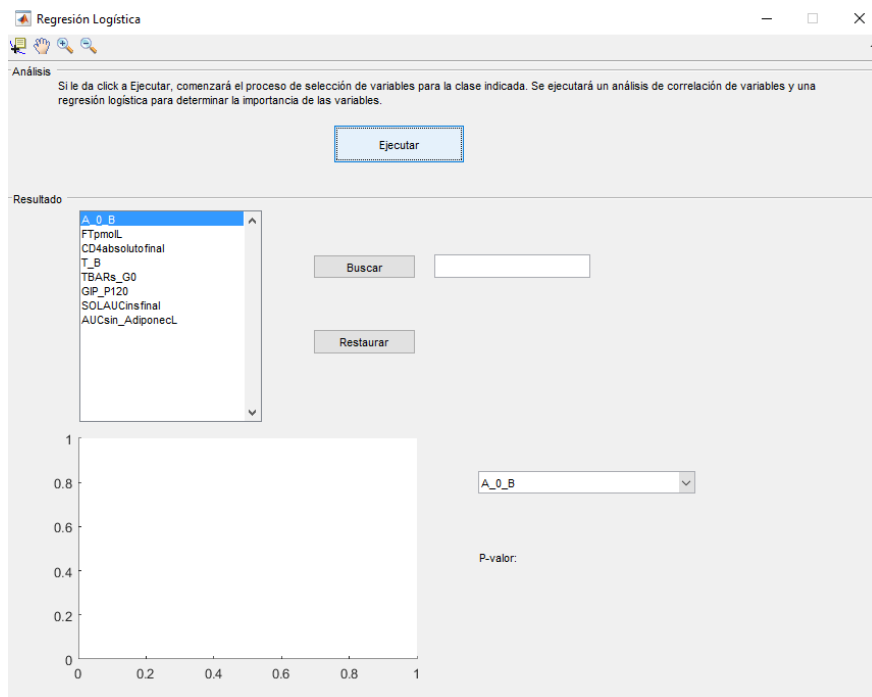 Regresión Logística
Análisis
Si le da click a Ejecutar, comenzará el proceso de selección de variables para la clase indicada. Se ejecutará un análisis de correlación de variables y una
regresión logística para determinar la importancia de las variables.
Ejecutar
Resultado
A_0_B
FTpmolL
CD4absolutofinal
T_B
TBARs_G0
GIP_P120
SOLAUCinsfinal
AUCsin_AdiponecL
Buscar
Restaurar
1
0.8
0.6
0.4
0.2
0
0 0.2 0.4 0.6 0.8 1
A_0_B
P-valor: